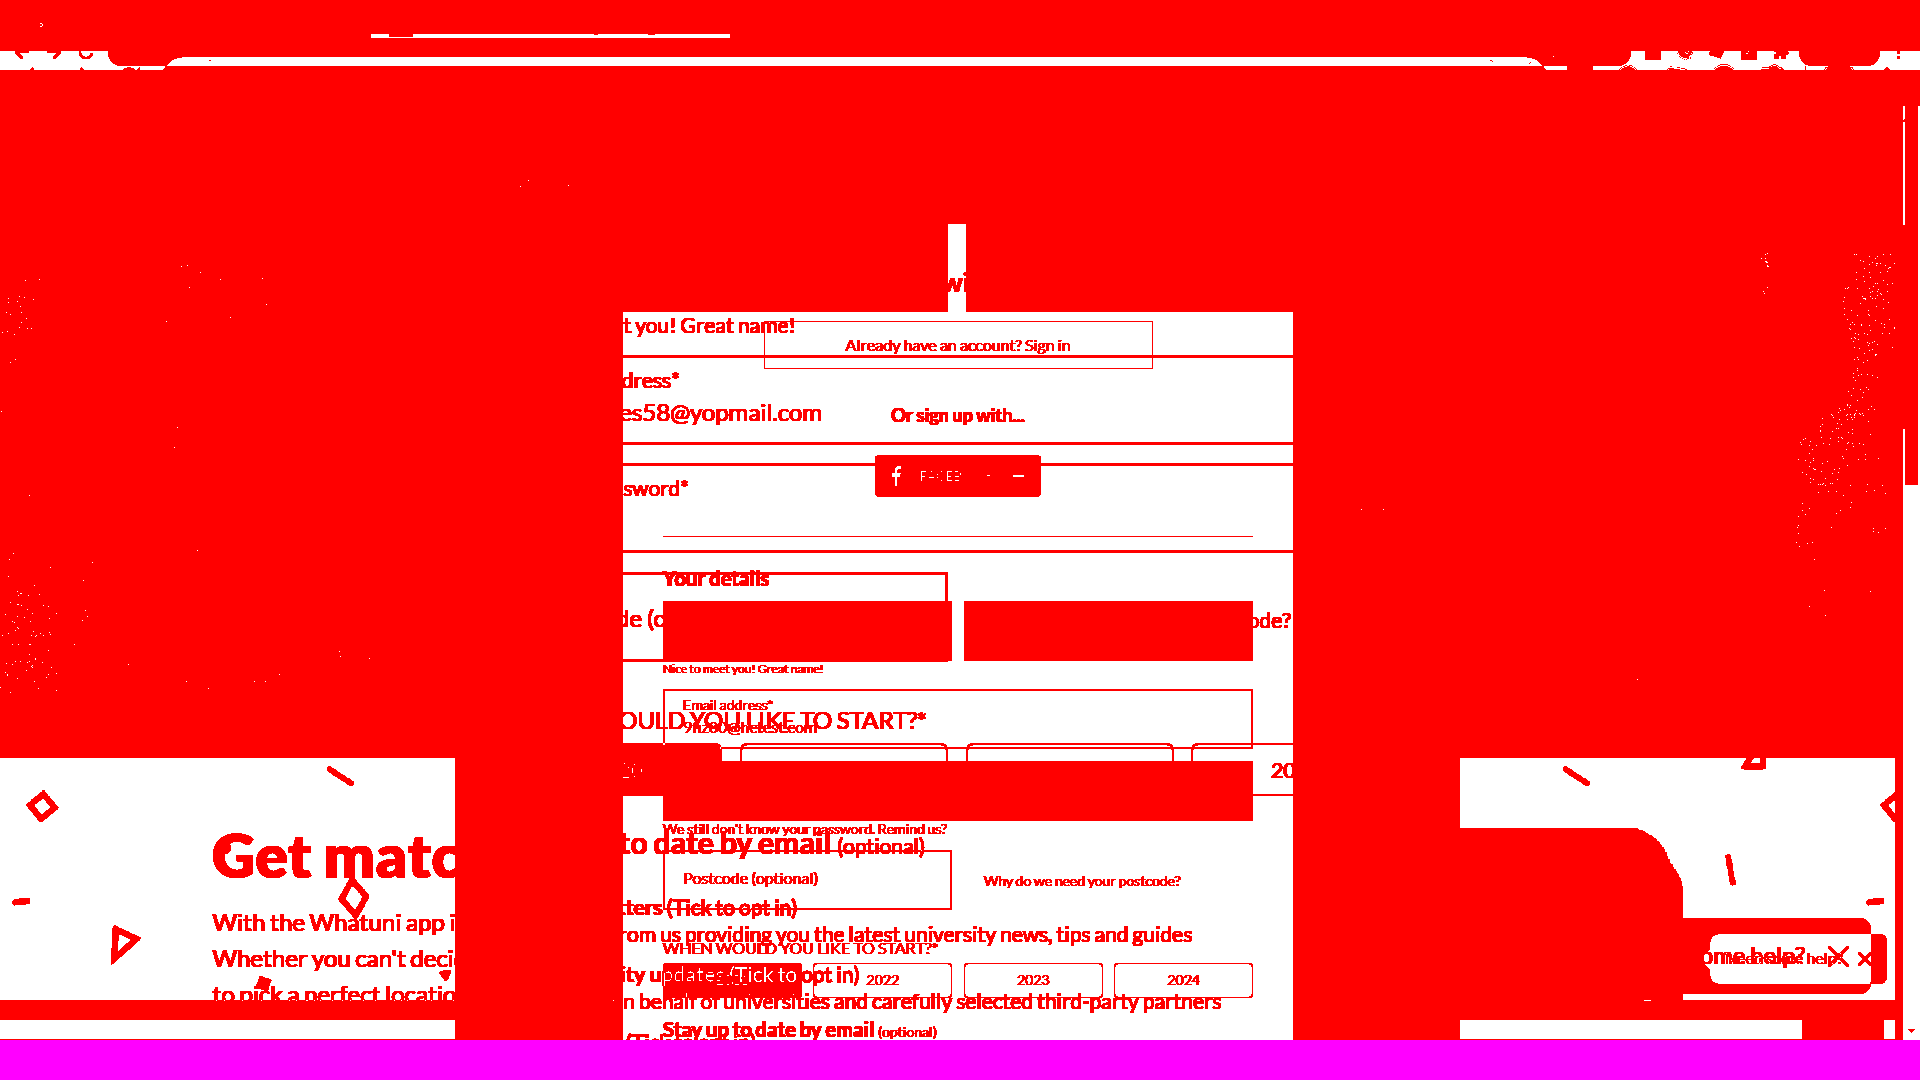 wi
t you! Great name!
Already have an account? Sign in
dress*
es58@yopmail.com
Or sign up with...
f
sword*
Your details
de (o
ode?
Nice to meet you! Great name!
Email address*
OULD YOU LIKE TO START?*
20
We still don't know your password. Remind us?
to date by email (optional)
Get matc
Postcode (optional)
Why do we need your postcode?
tters (Tick to opt in)
With the Whatuni app i
rom us providing you the latest university news, tips and guides
WHEN WOULD YOU LIKE TO START?*
Whether you can't deci
ome help?
ity updates (Tick to opt in)
2022
2023
2024
to pick a perfect locatio
n behalf of universities and carefully selected third-party partners
Stay up to date by email (optional)